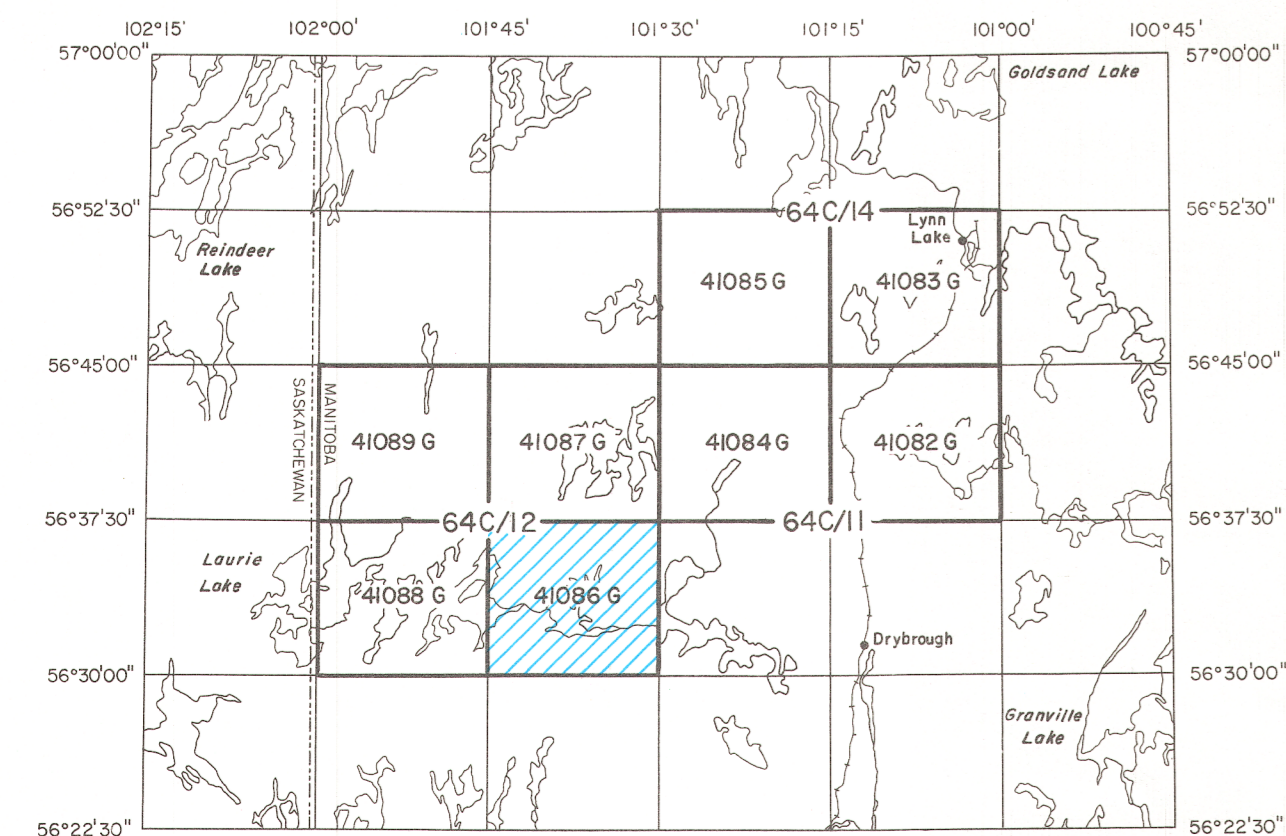 102°15' 102°00' 101°45' 101°30' 101°15' 101°00' 100°45'
57°00'00" 57°00'00"
Goldsand Lake
56°52'30" 64C/14 56°52'30"
Lynn
Lake
Reindeer
Lake
41085 G 41083 G
56°45'00" 56°45'00"
SASKATCHEWAN
MANITOBA
41089 G 41087 G 41084 G 41082 G
56°37'30" 64C/12 64C/11 56°37'30"
Laurie
Lake
41088 G 41086 G
Drybrough
56°30'00" 56°30'00"
Granville
Lake
56°22'30" 56°22'30"